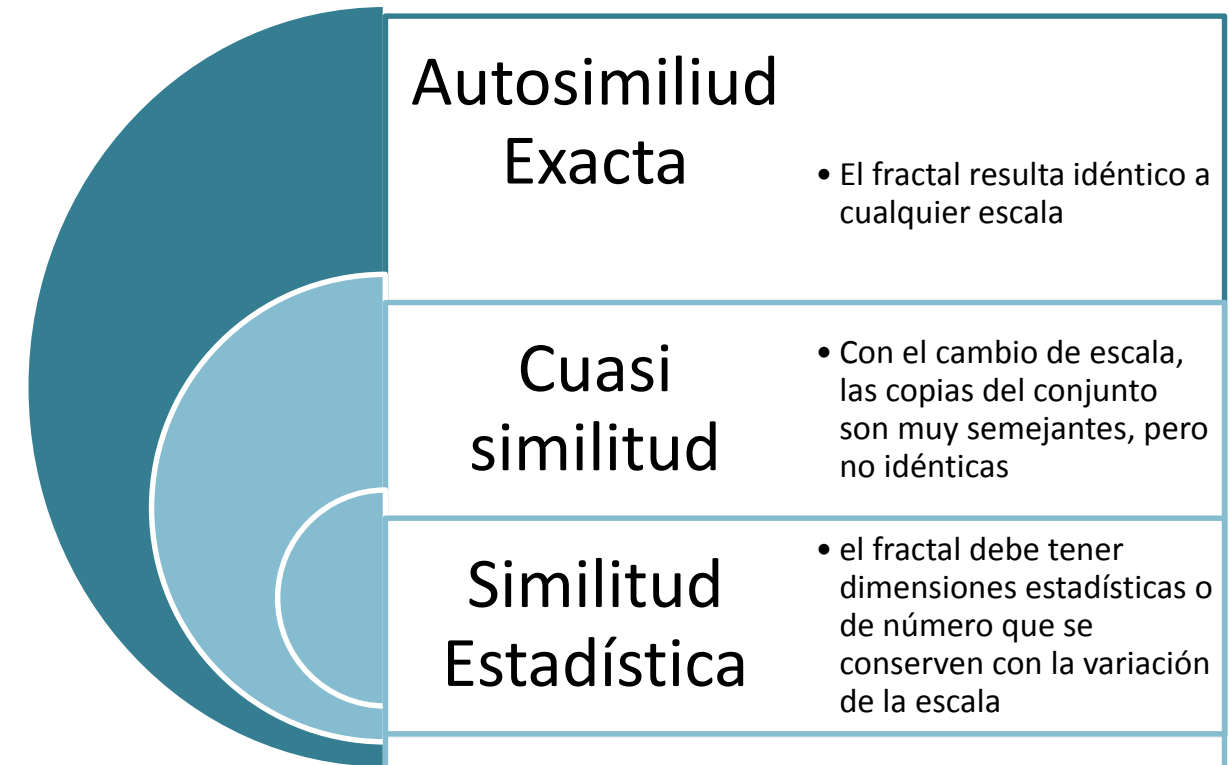 Autosimiliud
Exacta
• El fractal resulta idéntico a
cualquier escala
Cuasi
similitud
• Con el cambio de escala,
las copias del conjunto
son muy semejantes, pero
no idénticas
Similitud
Estadística
• el fractal debe tener
dimensiones estadísticas o
de número que se
conserven con la variación
de la escala